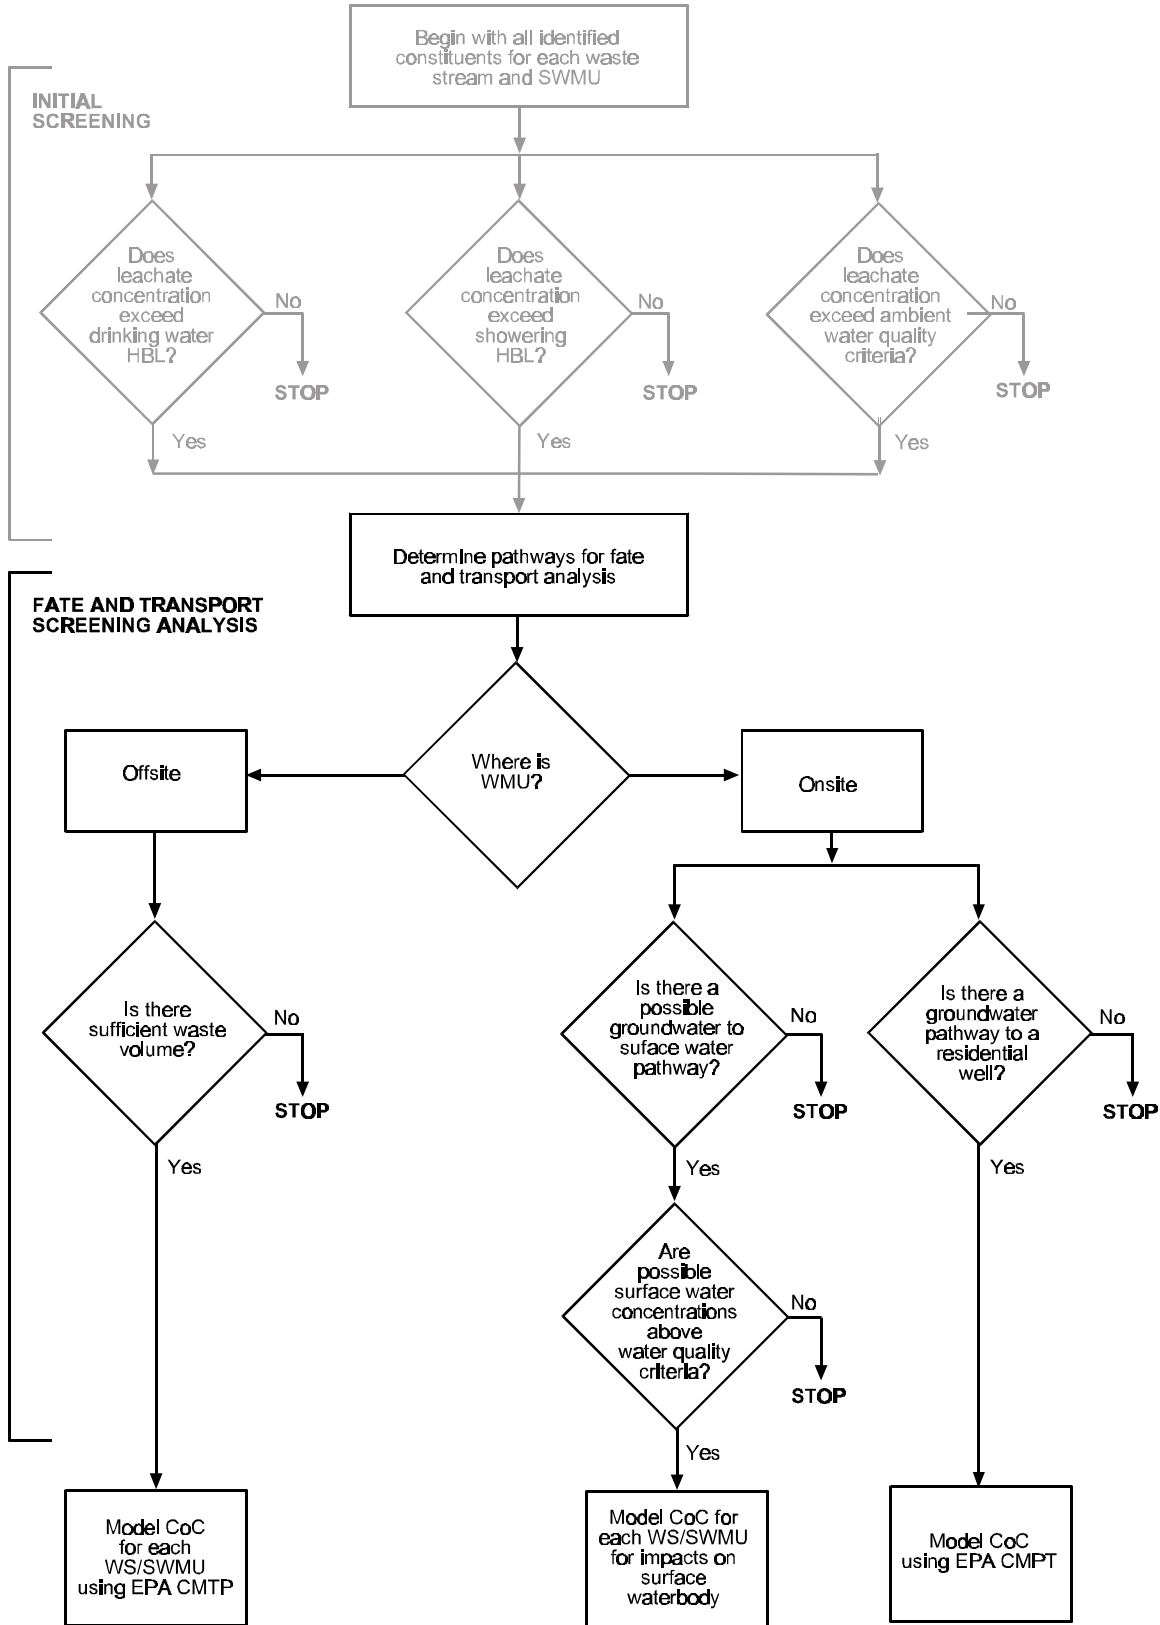 Begin with all identified
constituents for each waste
stream and SWMU
INITIAL
SCREENING
Does
leachate
concentration
exceed
drinking water
HBL?
No
STOP
Yes
Does
leachate
concentration
exceed
showering
HBL?
No
STOP
Yes
Does
leachate
concentration
exceed ambient
water quality
criteria?
No
STOP
Yes
Determine pathways for fate
and transport analysis
FATE AND TRANSPORT
SCREENING ANALYSIS
Where is
WMU?
Offsite
Onsite
Is there
sufficient waste
volume?
No
STOP
Yes
Is there a
possible
groundwater to
suface water
pathway?
No
STOP
Yes
Is there a
groundwater
pathway to a
residential
well?
No
STOP
Yes
Are
possible
surface water
concentrations
above
water quality
criteria?
No
STOP
Yes
Model CoC
for each
WS/SWMU
using EPA CMTP
Model CoC for
each WS/SWMU
for impacts on
surface
waterbody
Model CoC
using EPA CMPT